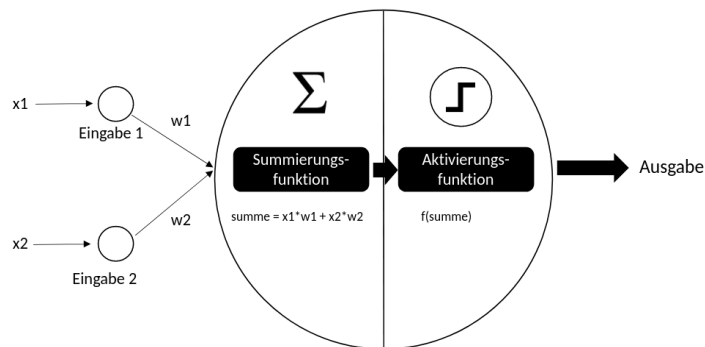 x1
Eingabe 1
w1
x2
Eingabe 2
w2
Σ
Summierungs-
funktion
summe = x1*w1 + x2*w2
Aktivierungs-
funktion
f(summe)
Ausgabe